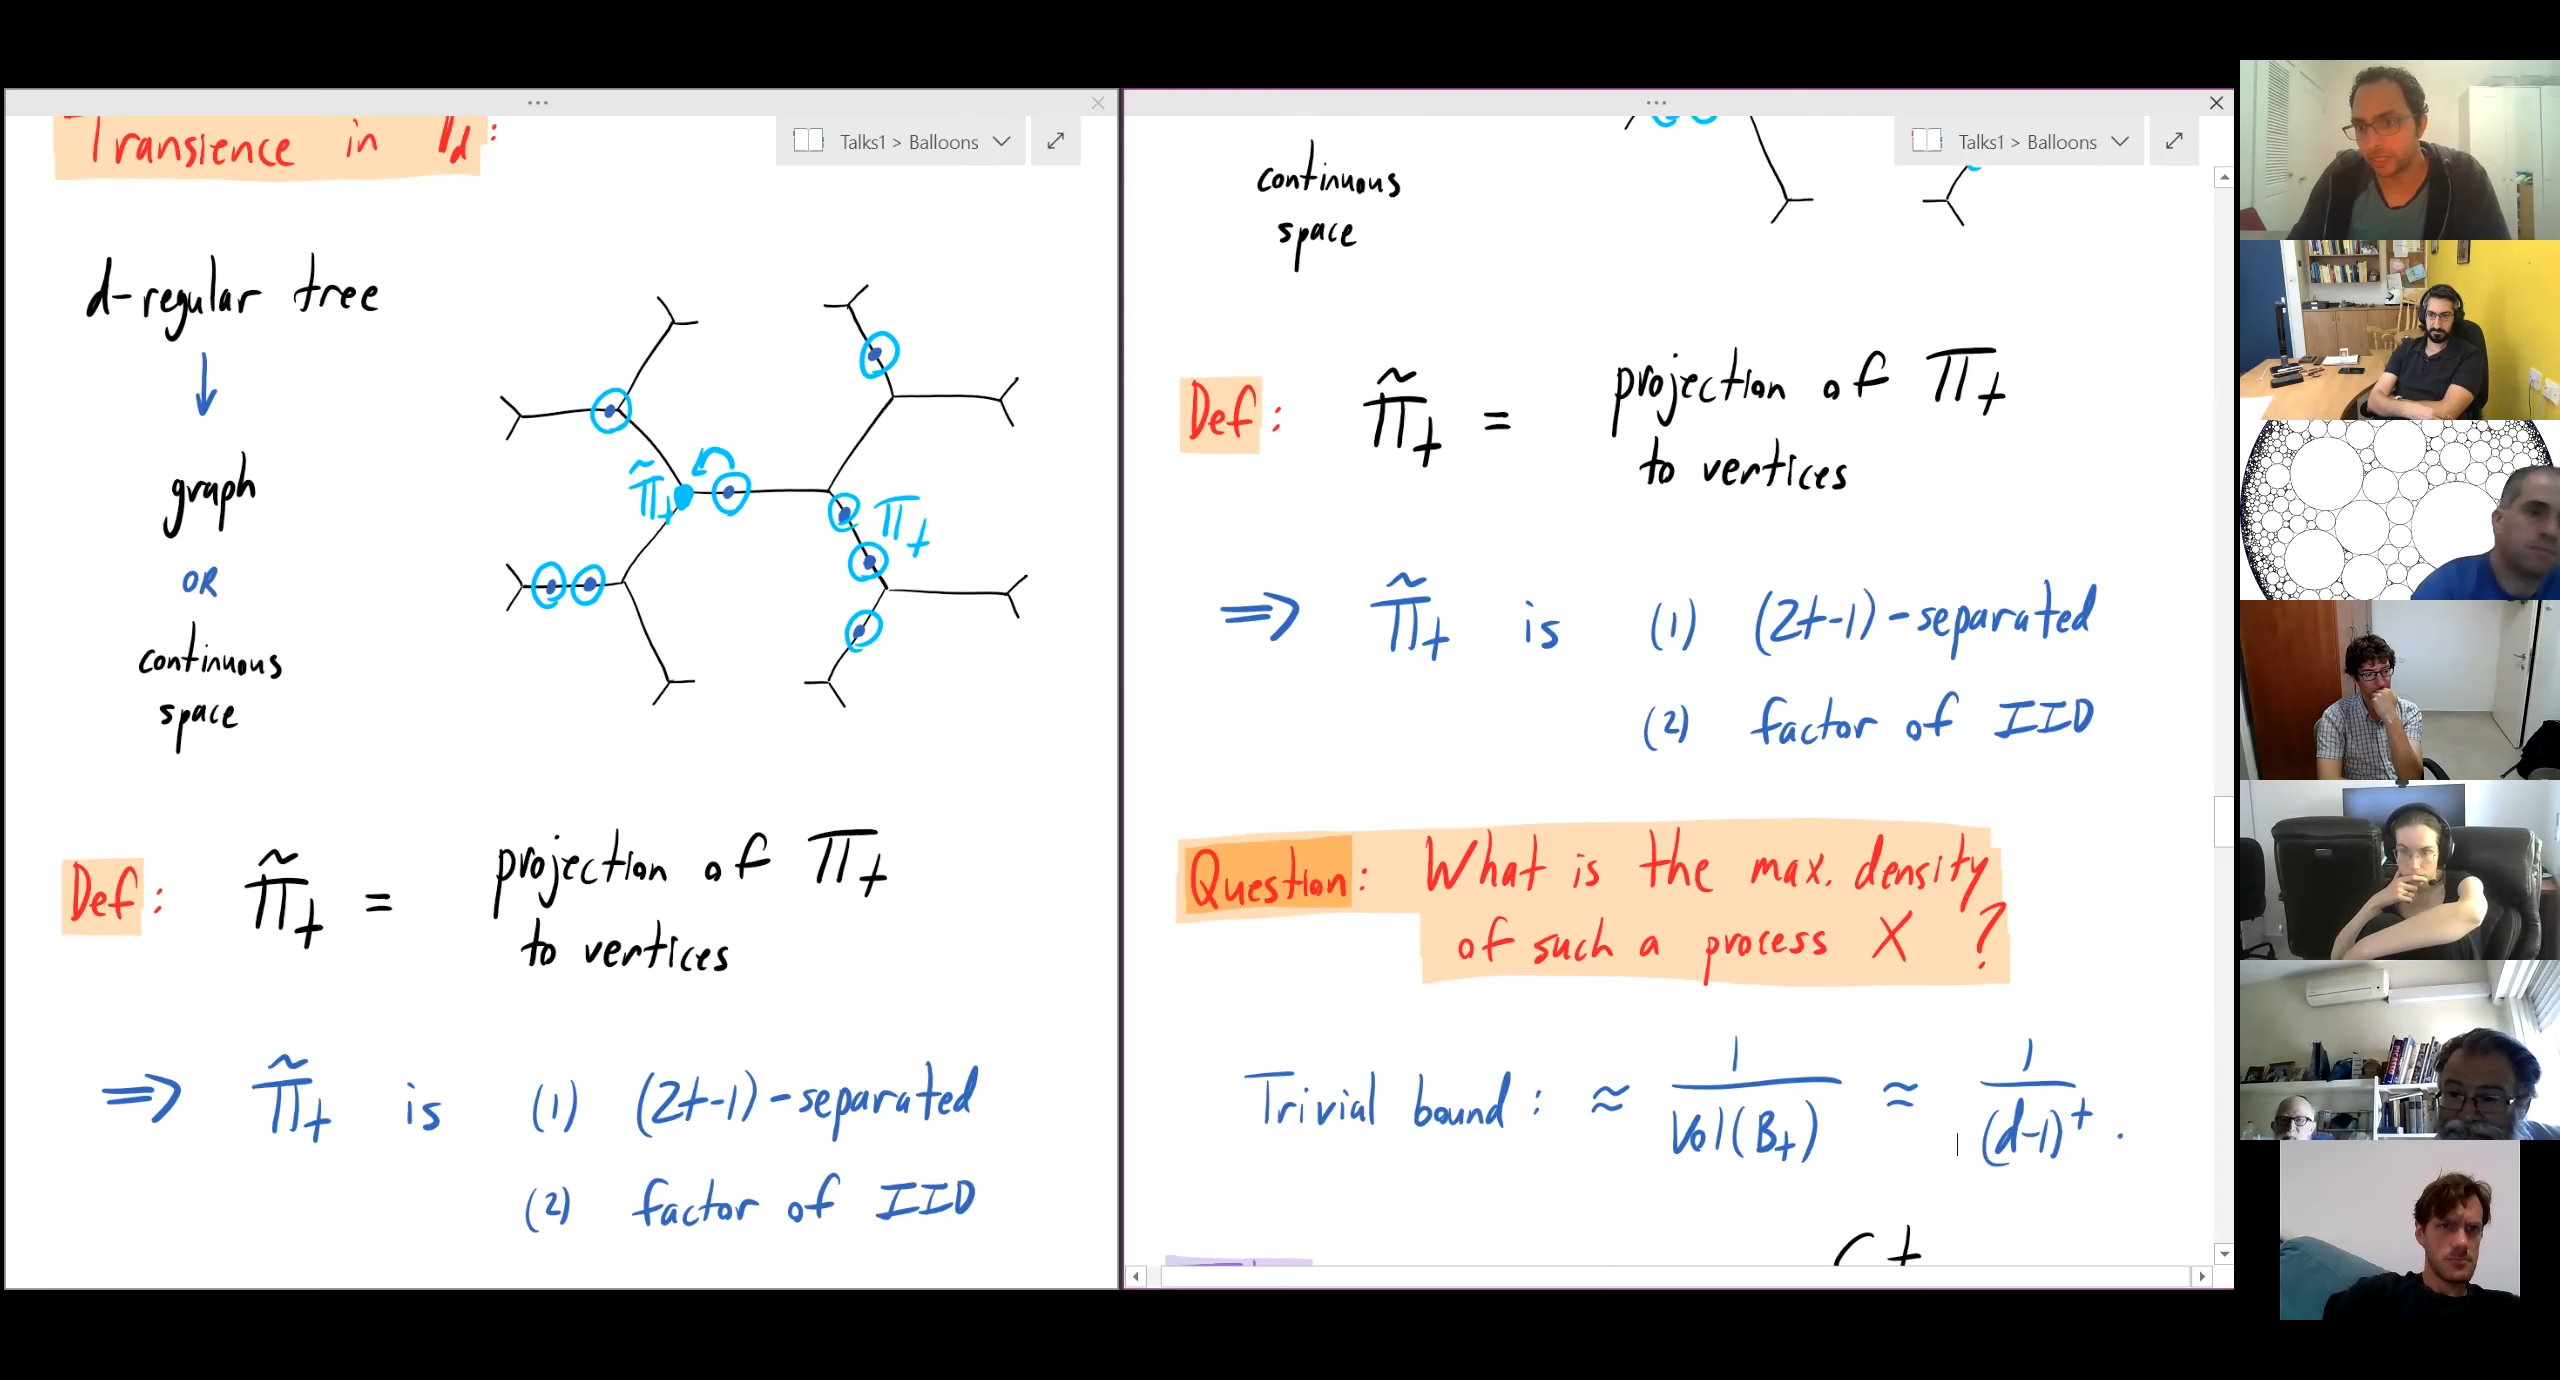 Transience in T_d :
Talks1 > Balloons
d-regular tree
↓
graph
OR
continuous
space
Π̃_t
Π_t
Def : Π̃_t = projection of Π_t
to vertices
⇒ Π̃_t is (1) (2t-1)-separated
(2) factor of IID
Talks1 > Balloons
continuous
space
Def : Π̃_t = projection of Π_t
to vertices
⇒ Π̃_t is (1) (2t-1)-separated
(2) factor of IID
Question : What is the max. density
of such a process X ?
Trivial bound : ≈ 1/Vol(B_t) ≈ 1/(d-1)^t .